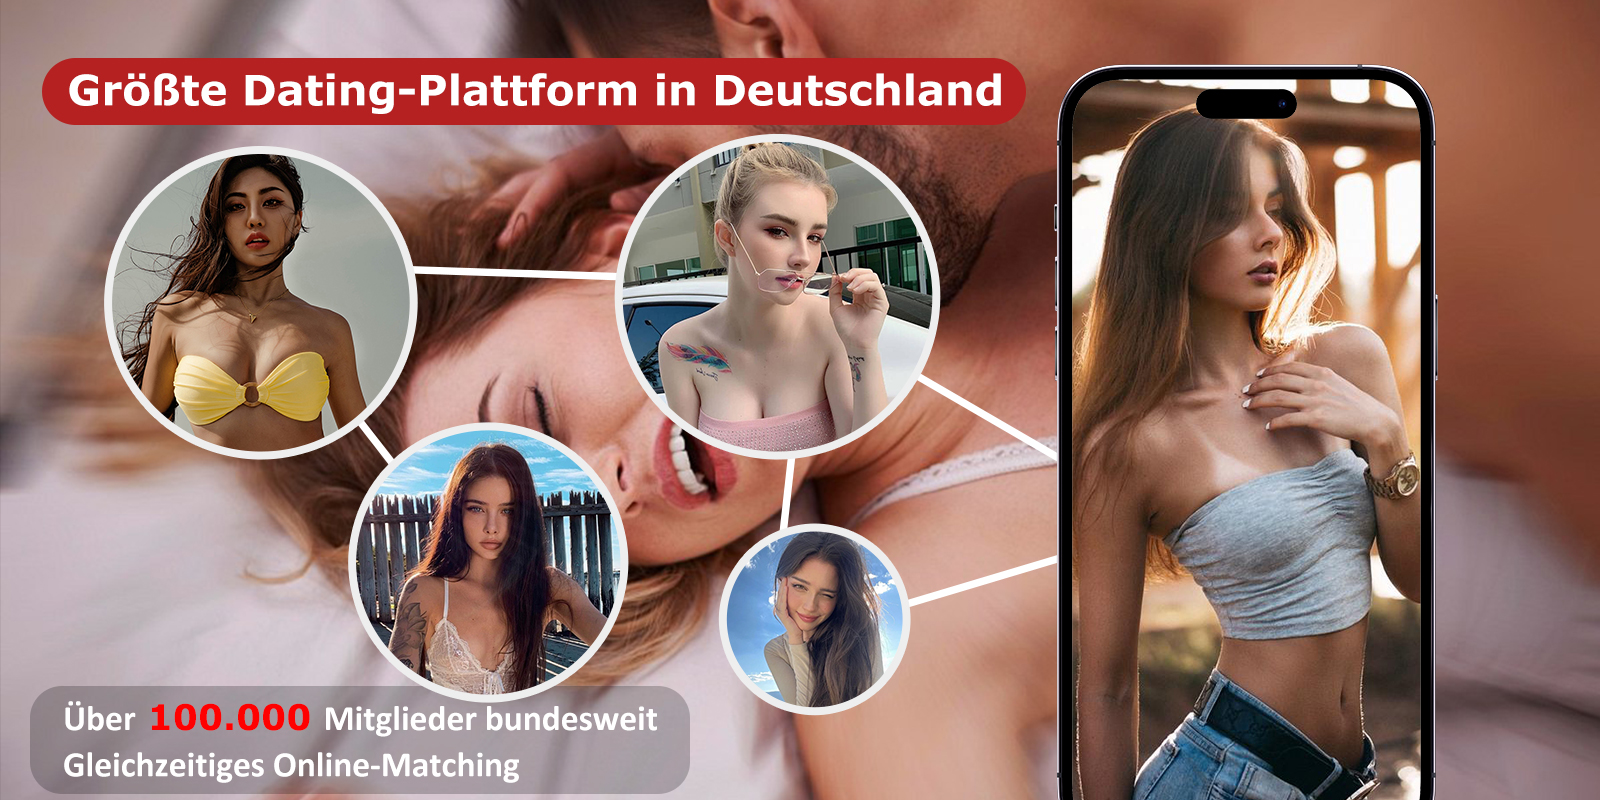 Größte Dating-Plattform in Deutschland
Über 100.000 Mitglieder bundesweit
Gleichzeitiges Online-Matching